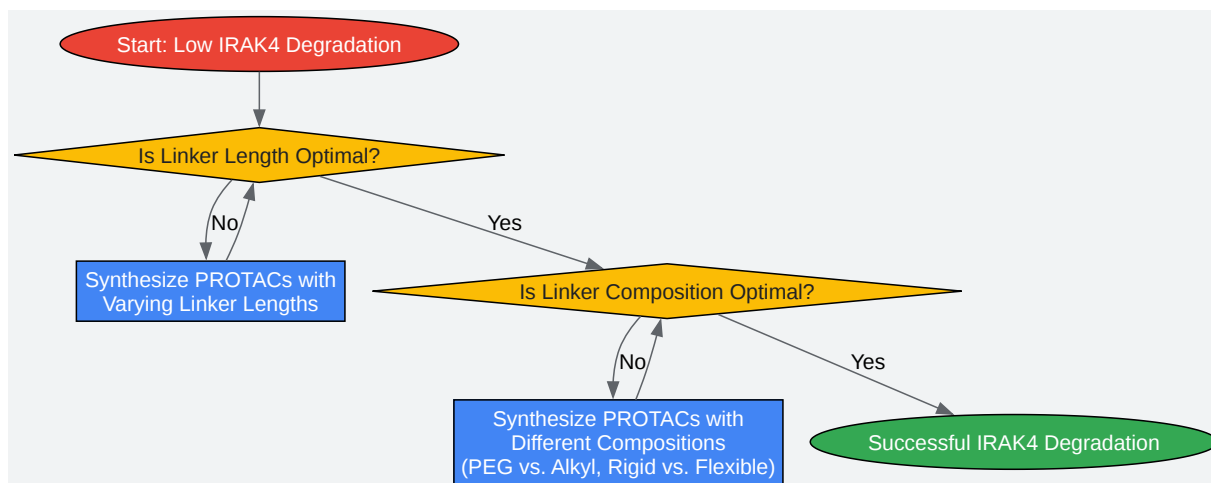 Start: Low IRAK4 Degradation
Is Linker Length Optimal?
No
Yes
Synthesize PROTACs with
Varying Linker Lengths
Is Linker Composition Optimal?
No
Yes
Synthesize PROTACs with
Different Compositions
(PEG vs. Alkyl, Rigid vs. Flexible)
Successful IRAK4 Degradation